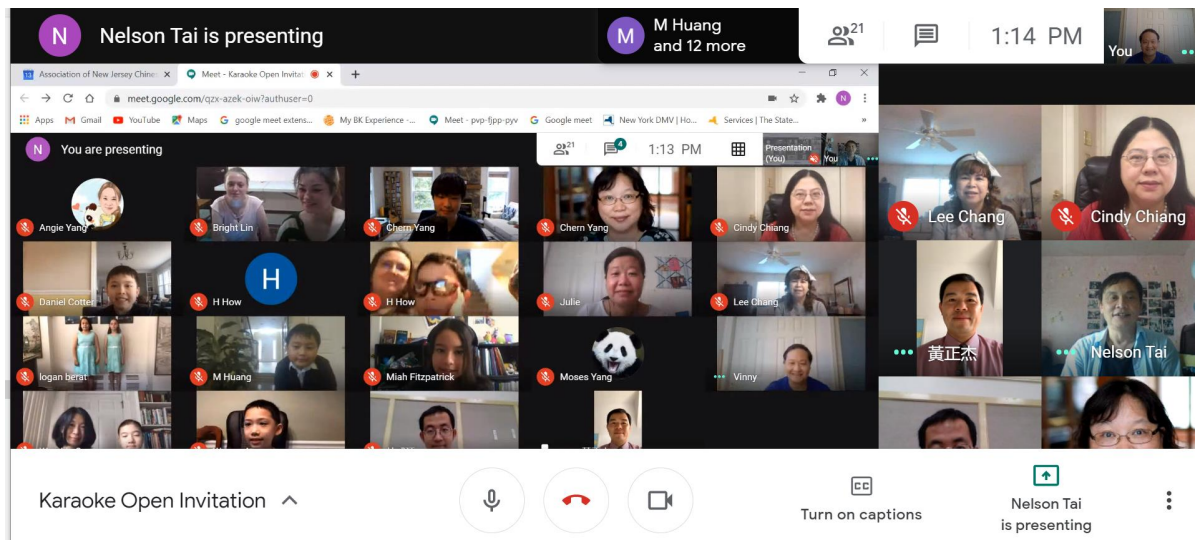 N Nelson Tai is presenting
M M Huang
and 12 more
21
1:14 PM
You
Association of New Jersey Chine
Meet - Karaoke Open Invita
meet.google.com/qzx-azek-oiw?authuser=0
N
Apps Gmail YouTube Maps google meet extens... My BK Experience -... Meet - pvp-fjpp-pyv Google meet New York DMV | Ho... Services | The State... »
N You are presenting
21 4 1:13 PM
Presentation
(You)
You
Angie Yang Bright Lin Chern Yang Chern Yang Cindy Chiang
Daniel Cotter H H How H How Julie Lee Chang
logan berat M Huang Miah Fitzpatrick Moses Yang Vinny
Lee Chang Cindy Chiang
黃正杰 Nelson Tai
Karaoke Open Invitation
CC
Turn on captions
Nelson Tai
is presenting